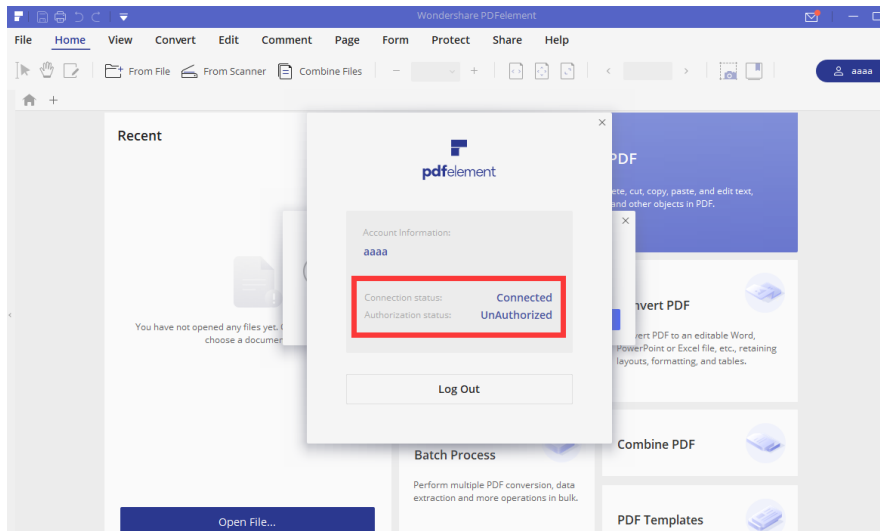 Wondershare PDFelement
File Home View Convert Edit Comment Page Form Protect Share Help
From File From Scanner Combine Files
aaaa
Recent
You have not opened any files yet.
choose a
Open File...
pdfelement
Account Information:
aaaa
Connection status: Connected
Authorization status: UnAuthorized
Log Out
PDF
cut, copy, paste, and edit text,
and other objects in PDF.
PDF
PDF to an editable Word,
PowerPoint or Excel file, etc., retaining
layouts, formatting, and tables.
Batch Process
Perform multiple PDF conversion, data
extraction and more operations in bulk.
Combine PDF
PDF Templates